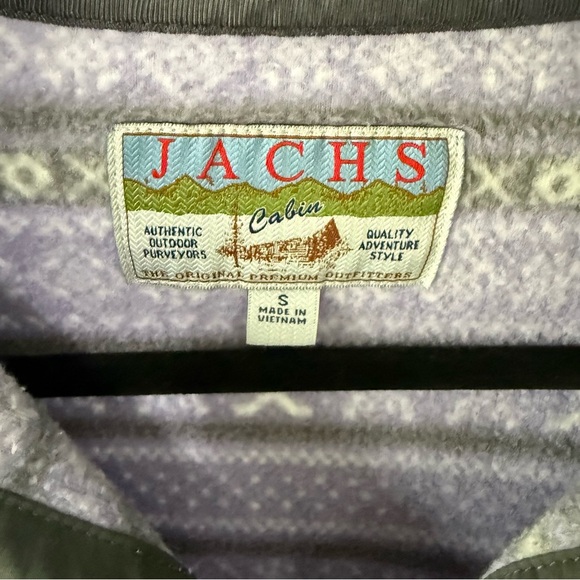 JACHS
Cabin
AUTHENTIC
OUTDOOR
PURVEYORS
QUALITY
ADVENTURE
STYLE
THE ORIGINAL PREMIUM OUTFITTERS
S
MADE IN
VIETNAM